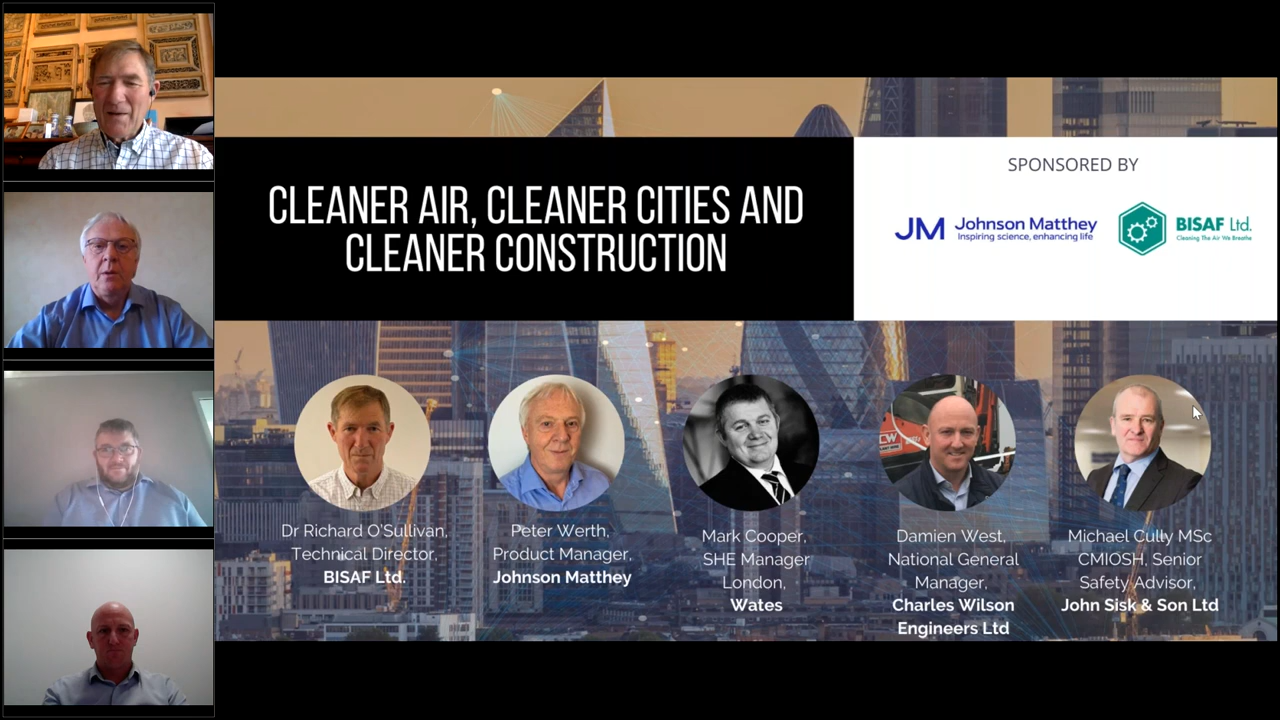 CLEANER AIR, CLEANER CITIES AND
CLEANER CONSTRUCTION
SPONSORED BY
JM Johnson Matthey
Inspiring science, enhancing life
BISAF Ltd.
Cleaning The Air We Breathe
Dr Richard O'Sullivan,
Technical Director,
BISAF Ltd.
Peter Werth,
Product Manager,
Johnson Matthey
Mark Cooper,
SHE Manager
London,
Wates
Damien West,
National General
Manager,
Charles Wilson
Engineers Ltd
Michael Cully MSc
CMIOSH, Senior
Safety Advisor,
John Sisk & Son Ltd